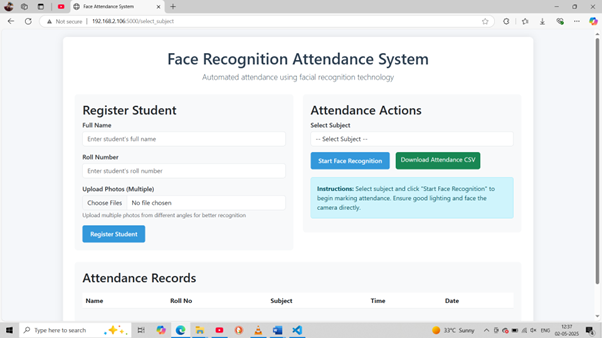 Face Attendance System
Not secure
192.168.2.106:5000/select_subject
Face Recognition Attendance System
Automated attendance using facial recognition technology
Register Student
Full Name
Enter student's full name
Roll Number
Enter student's roll number
Upload Photos (Multiple)
Choose Files No file chosen
Upload multiple photos from different angles for better recognition
Register Student
Attendance Actions
Select Subject
-- Select Subject --
Start Face Recognition
Download Attendance CSV
Instructions: Select subject and click "Start Face Recognition" to
begin marking attendance. Ensure good lighting and face the
camera directly.
Attendance Records
Name Roll No Subject Time Date
Type here to search
33°C Sunny
ENG
12:37
02-05-2025